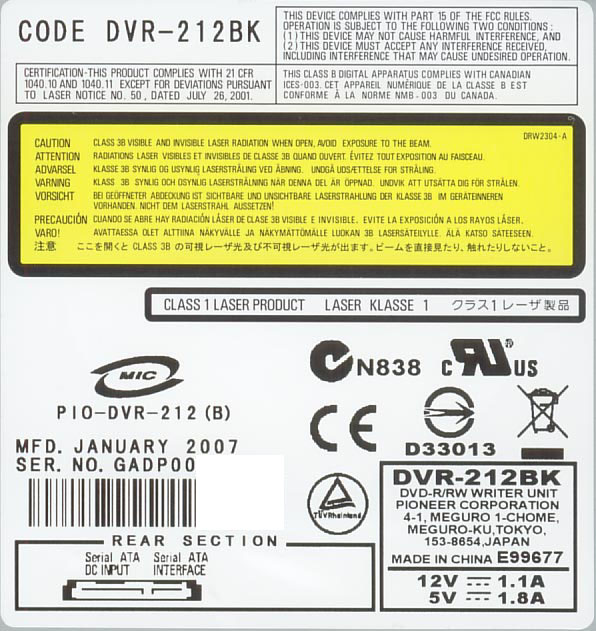 CODE DVR-212BK
THIS DEVICE COMPLIES WITH PART 15 OF THE FCC RULES.
OPERATION IS SUBJECT TO THE FOLLOWING TWO CONDITIONS:
(1) THIS DEVICE MAY NOT CAUSE HARMFUL INTERFERENCE, AND
(2) THIS DEVICE MUST ACCEPT ANY INTERFERENCE RECEIVED,
INCLUDING INTERFERENCE THAT MAY CAUSE UNDESIRED OPERATION.
CERTIFICATION-THIS PRODUCT COMPLIES WITH 21 CFR
1040.10 AND 1040.11 EXCEPT FOR DEVIATIONS PURSUANT
TO LASER NOTICE NO. 50, DATED JULY 26, 2001.
THIS CLASS B DIGITAL APPARATUS COMPLIES WITH CANADIAN
ICES-003. CET APPAREIL NUMÉRIQUE DE LA CLASSE B EST
CONFORME À LA NORME NMB-003 DU CANADA.
DRW2304-A
CAUTION CLASS 3B VISIBLE AND INVISIBLE LASER RADIATION WHEN OPEN, AVOID EXPOSURE TO THE BEAM.
ATTENTION RADIATIONS LASER VISIBLES ET INVISIBLES DE CLASSE 3B QUAND OUVERT. ÉVITEZ TOUT EXPOSITION AU FAISCEAU.
ADVARSEL KLASSE 3B SYNLIG OG USYNLIG LASERSTRÅLING VED ÅBNING. UNDGÅ UDSÆTTELSE FOR STRÅLING.
VARNING KLASS 3B SYNLIG OCH OSYNLIG LASERSTRÅLNING NÄR DENNA DEL ÄR ÖPPNAD. UNDVIK ATT UTSÄTTA DIG FÖR STRÅLEN.
VORSICHT BEI GEÖFFNETER ABDECKUNG IST SICHTBARE UND UNSICHTBARE LASERSTRAHLUNG DER KLASSE 3B IM GERÄTEINNEREN
VORHANDEN. NICHT DEM LASERSTRAHL AUSSETZEN!
PRECAUCIÓN CUANDO SE ABRE HAY RADIACIÓN LÁSER DE CLASE 3B VISIBLE E INVISIBLE. EVITE LA EXPOSICIÓN A LOS RAYOS LÁSER.
VARO! AVATTAESSA OLET ALTTIINA NÄKYVÄLLE JA NÄKYMÄTTÖMÄLLE LUOKAN 3B LASERSÄTEILYLLE. ÄLÄ KATSO SÄTEESEEN.
注意 ここを開くと CLASS 3B の可視レーザ光及び不可視レーザ光が出ます。ビームを直接見たり、触れたりしないこと。
CLASS 1 LASER PRODUCT LASER KLASSE 1 クラス1レーザ製品
MIC
PIO-DVR-212 (B)
N838 c RU® US
CE D33013
MFD. JANUARY 2007
SER. NO. GADP00
TÜVRheinland
REAR SECTION
Serial ATA DC INPUT
Serial ATA INTERFACE
DVR-212BK
DVD-R/RW WRITER UNIT
PIONEER CORPORATION
4-1, MEGURO 1-CHOME,
MEGURO-KU,TOKYO,
153-8654,JAPAN
MADE IN CHINA E99677
12V ⎓ 1.1A
5V ⎓ 1.8A